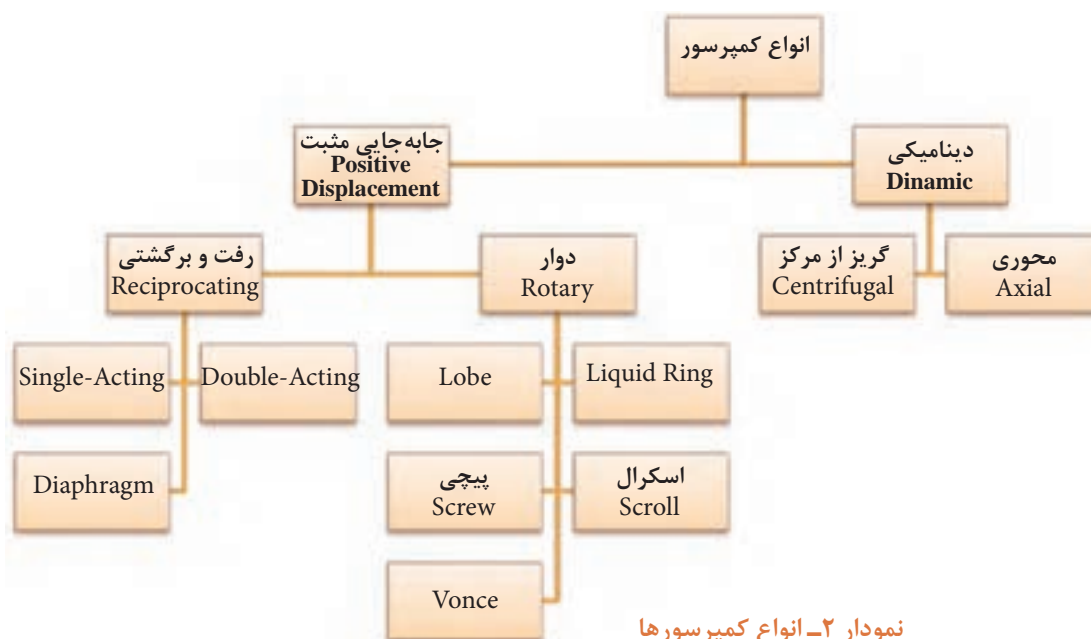 انواع کمپرسور
جابه‌جایی مثبت
Positive
Displacement
دینامیکی
Dinamic
رفت و برگشتی
Reciprocating
دوار
Rotary
گریز از مرکز
Centrifugal
محوری
Axial
Single-Acting
Double-Acting
Lobe
Liquid Ring
Diaphragm
پیچی
Screw
اسکرال
Scroll
Vonce
نمودار ۲ــ انواع کمپرسورها